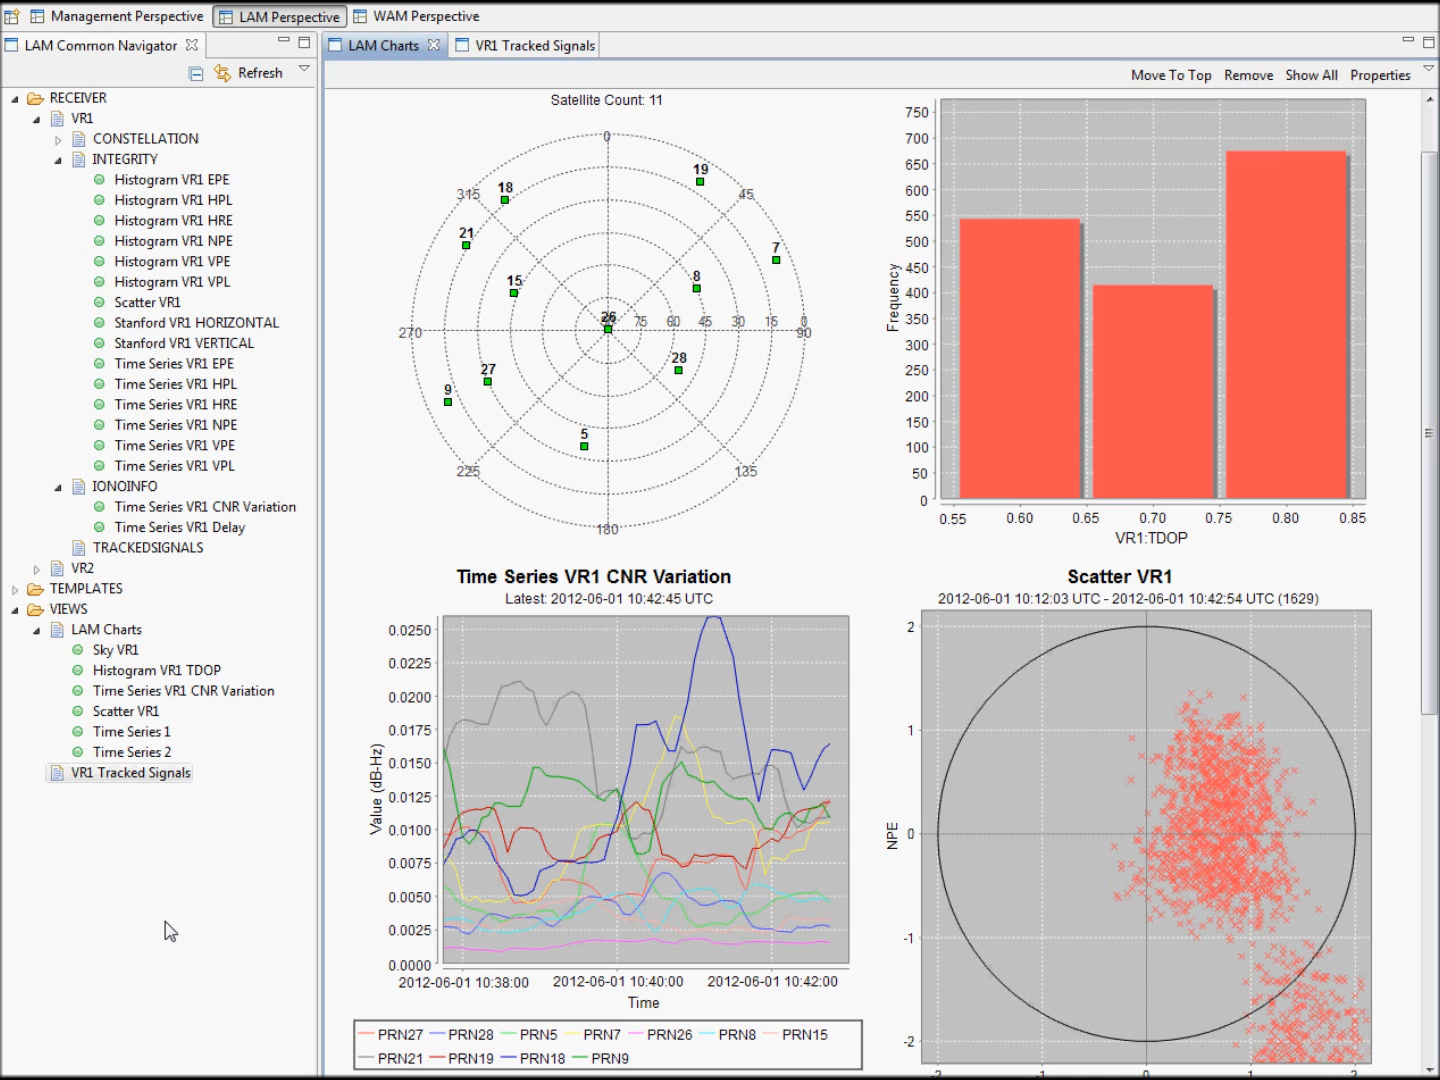 Management Perspective LAM Perspective WAM Perspective
LAM Common Navigator
Refresh
RECEIVER
VR1
CONSTELLATION
INTEGRITY
Histogram VR1 EPE
Histogram VR1 HPL
Histogram VR1 HRE
Histogram VR1 NPE
Histogram VR1 VPE
Histogram VR1 VPL
Scatter VR1
Stanford VR1 HORIZONTAL
Stanford VR1 VERTICAL
Time Series VR1 EPE
Time Series VR1 HPL
Time Series VR1 HRE
Time Series VR1 NPE
Time Series VR1 VPE
Time Series VR1 VPL
IONOINFO
Time Series VR1 CNR Variation
Time Series VR1 Delay
TRACKEDSIGNALS
VR2
TEMPLATES
VIEWS
LAM Charts
Sky VR1
Histogram VR1 TDOP
Time Series VR1 CNR Variation
Scatter VR1
Time Series 1
Time Series 2
VR1 Tracked Signals
LAM Charts VR1 Tracked Signals
Move To Top Remove Show All Properties
Satellite Count: 11
0
19
18
315 45
21
7
15 8
26
75 60 45 30 15 0
270 90
28
27
9
5
225 135
180
750
700
650
600
550
500
450
400
350
300
250
200
150
100
50
0
Frequency
0.55 0.60 0.65 0.70 0.75 0.80 0.85
VR1:TDOP
Time Series VR1 CNR Variation
Latest: 2012-06-01 10:42:45 UTC
0.0250
0.0225
0.0200
0.0175
0.0150
0.0125
0.0100
0.0075
0.0050
0.0025
0.0000
Value (dB-Hz)
2012-06-01 10:38:00 2012-06-01 10:40:00 2012-06-01 10:42:00
Time
PRN27 PRN28 PRN5 PRN7 PRN26 PRN8 PRN15
PRN21 PRN19 PRN18 PRN9
Scatter VR1
2012-06-01 10:12:03 UTC - 2012-06-01 10:42:54 UTC (1629)
2
1
0
-1
-2
NPE
-2 -1 0 1 2